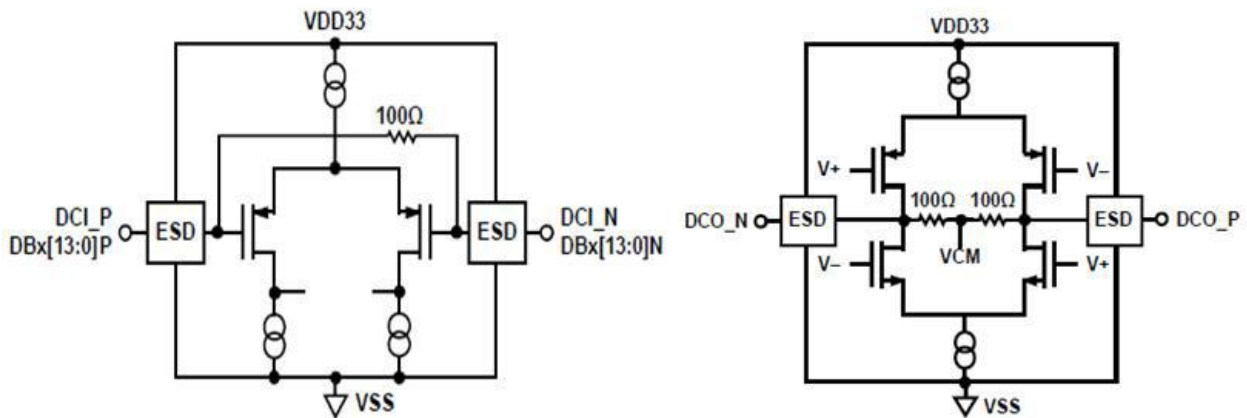 VDD33
100Ω
DCI_P
DBx[13:0]P
ESD
ESD
DCI_N
DBx[13:0]N
VSS
VDD33
V+
V–
100Ω
100Ω
DCO_N
ESD
ESD
DCO_P
V–
VCM
V+
VSS